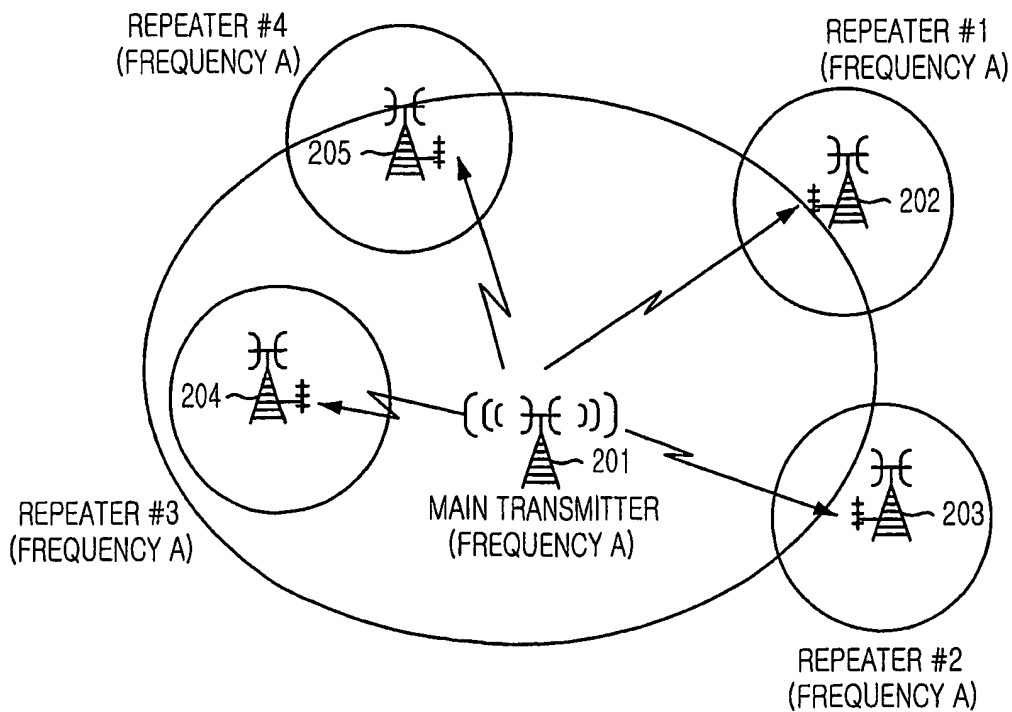 REPEATER #4
(FREQUENCY A)
REPEATER #1
(FREQUENCY A)
205
202
204
201
203
MAIN TRANSMITTER
(FREQUENCY A)
REPEATER #3
(FREQUENCY A)
REPEATER #2
(FREQUENCY A)